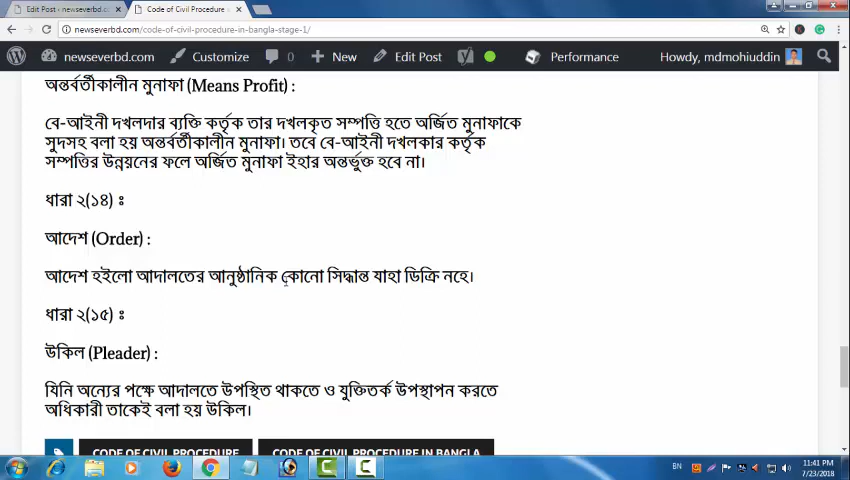 Edit Post ‹ newseverbd.com
Code of Civil Procedure
newseverbd.com/code-of-civil-procedure-in-bangla-stage-1/
newseverbd.com Customize 0 New Edit Post Performance Howdy, mdmohiuddin
অন্তর্বর্তীকালীন মুনাফা (Means Profit) :
বে-আইনী দখলদার ব্যক্তি কর্তৃক তার দখলকৃত সম্পত্তি হতে অর্জিত মুনাফাকে
সুদসহ বলা হয় অন্তর্বর্তীকালীন মুনাফা। তবে বে-আইনী দখলকার কর্তৃক
সম্পত্তির উন্নয়নের ফলে অর্জিত মুনাফা ইহার অন্তর্ভুক্ত হবে না।
ধারা ২(১৪) ঃ
আদেশ (Order) :
আদেশ হইলো আদালতের আনুষ্ঠানিক কোনো সিদ্ধান্ত যাহা ডিক্রি নহে।
ধারা ২(১৫) ঃ
উকিল (Pleader) :
যিনি অন্যের পক্ষে আদালতে উপস্থিত থাকতে ও যুক্তিতর্ক উপস্থাপন করতে
অধিকারী তাকেই বলা হয় উকিল।
CODE OF CIVIL PROCEDURE CODE OF CIVIL PROCEDURE IN BANGLA
BN 11:41 PM
7/23/2018